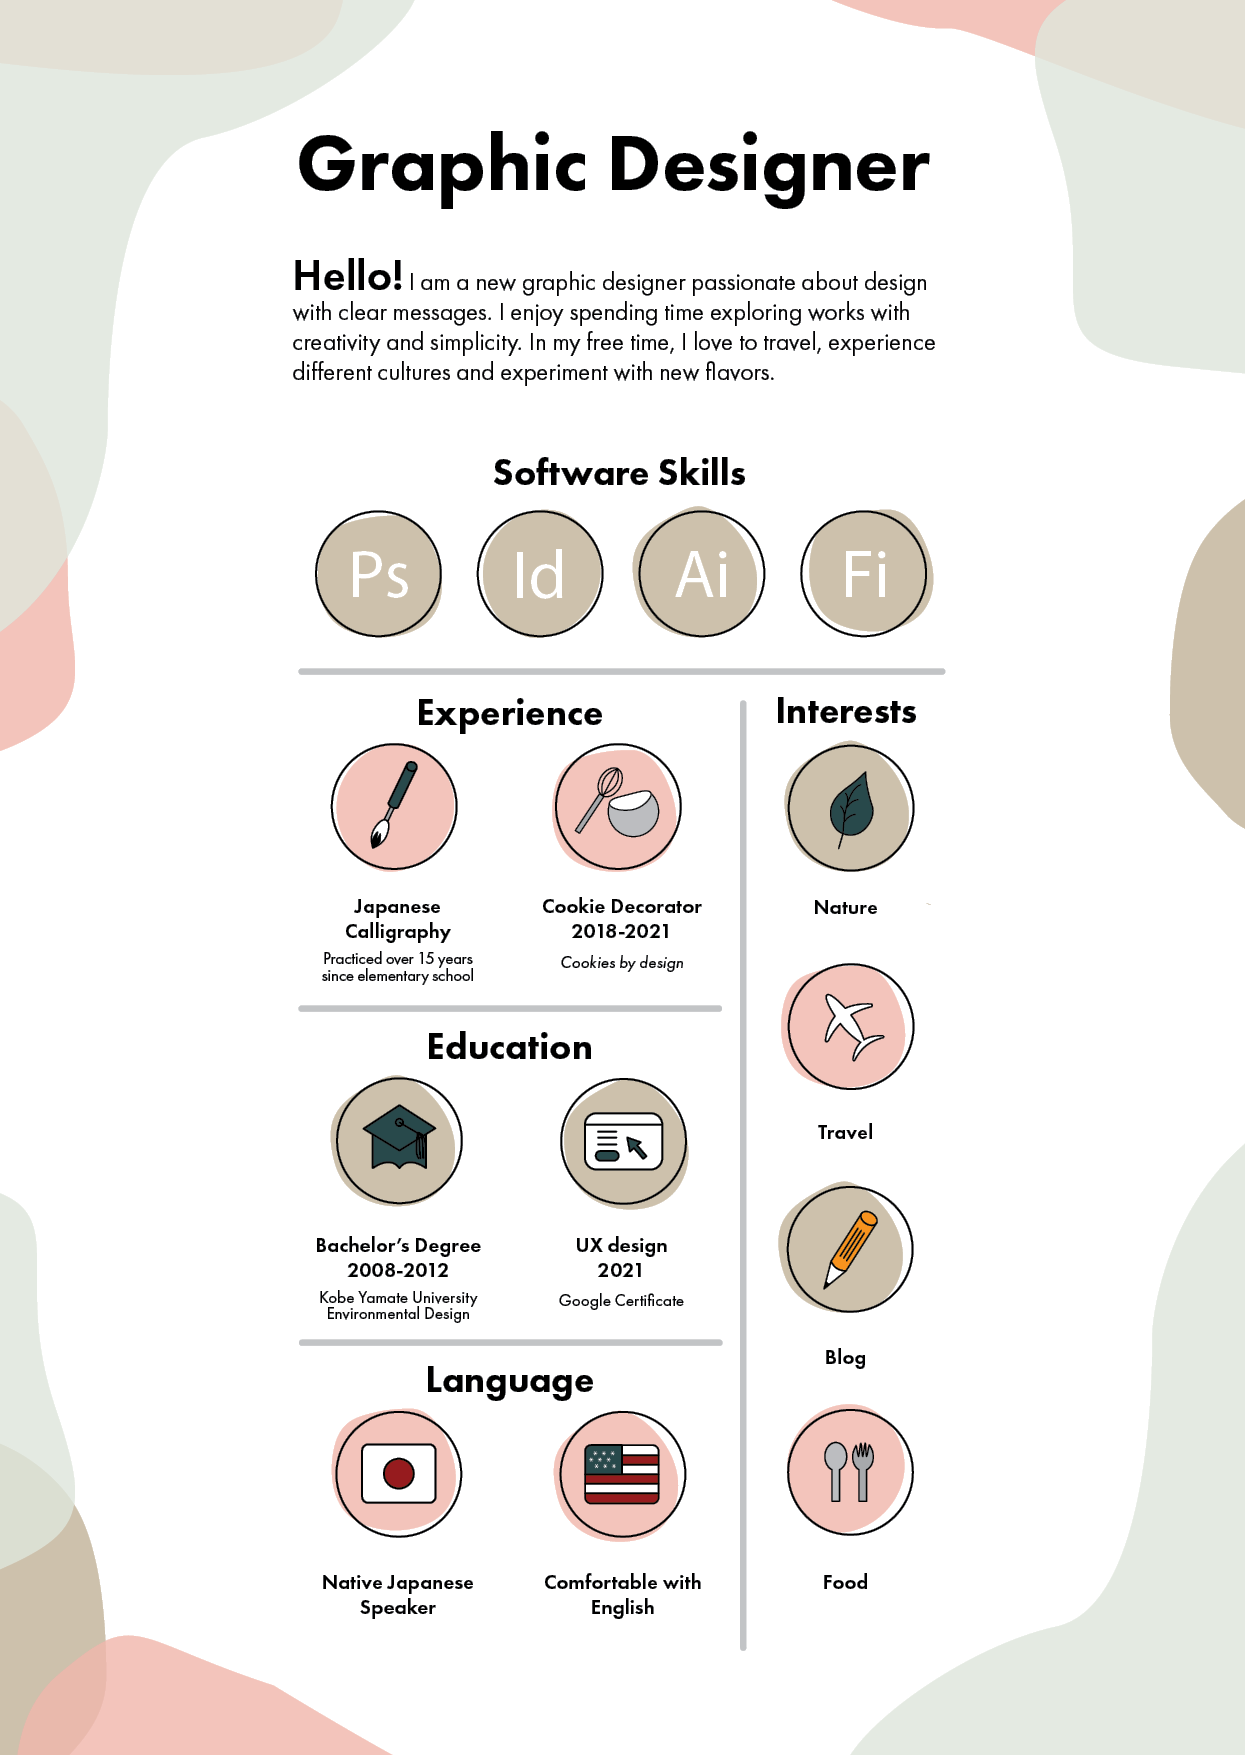 Graphic Designer
Hello! I am a new graphic designer passionate about design
with clear messages. I enjoy spending time exploring works with
creativity and simplicity. In my free time, I love to travel, experience
different cultures and experiment with new flavors.
Software Skills
Ps
Id
Ai
Fi
Experience
Japanese
Calligraphy
Practiced over 15 years
since elementary school
Cookie Decorator
2018-2021
Cookies by design
Education
Bachelor’s Degree
2008-2012
Kobe Yamate University
Environmental Design
UX design
2021
Google Certificate
Language
Native Japanese
Speaker
Comfortable with
English
Interests
Nature
Travel
Blog
Food